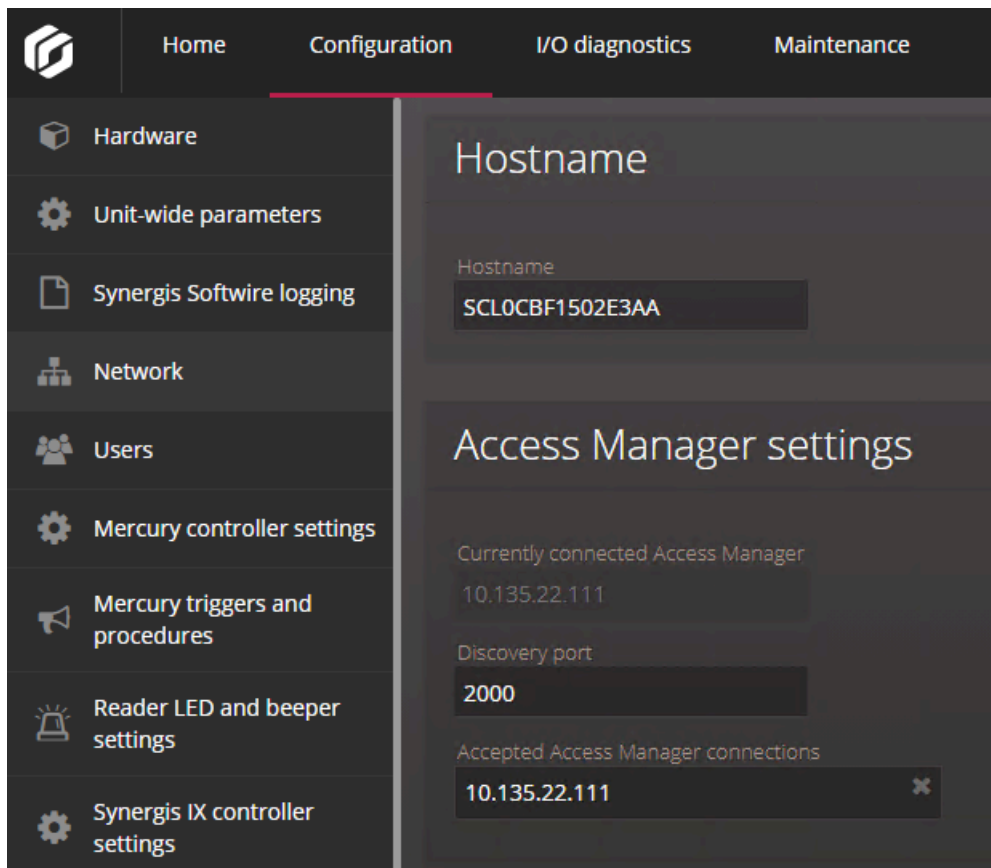 Home Configuration I/O diagnostics Maintenance
Hardware
Unit-wide parameters
Synergis Softwire logging
Network
Users
Mercury controller settings
Mercury triggers and
procedures
Reader LED and beeper
settings
Synergis IX controller
settings
Hostname
Hostname
SCL0CBF1502E3AA
Access Manager settings
Currently connected Access Manager
10.135.22.111
Discovery port
2000
Accepted Access Manager connections
10.135.22.111